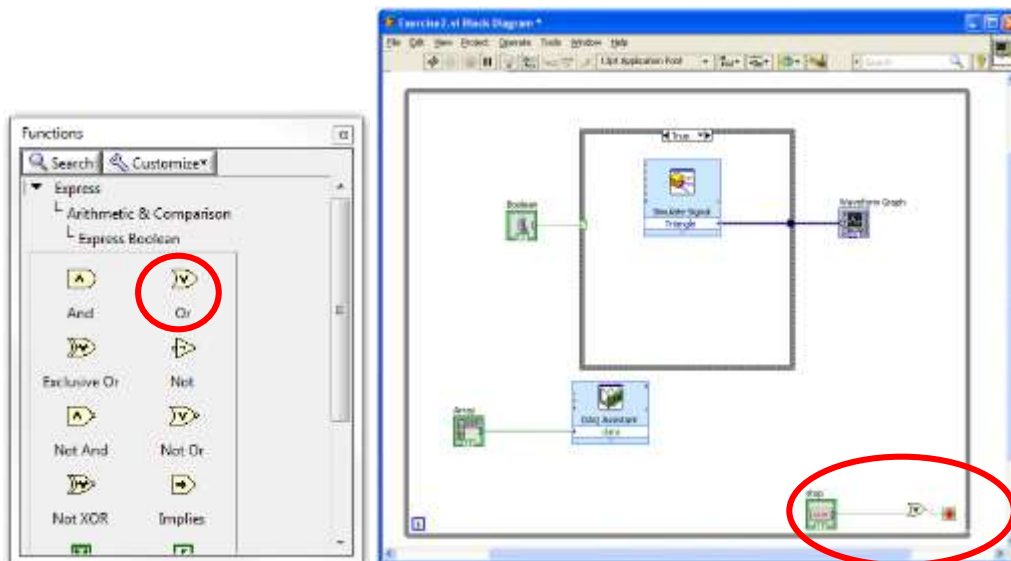 Functions
Search Customize
Express
Arithmetic & Comparison
Express Boolean
And Or
Exclusive Or Not
Not And Not Or
Not XOR Implies
Exercise2.vi Block Diagram *
File Edit View Project Operate Tools Window Help
13pt Application Font Search
True
Boolean
Simulate Signal
Triangle
Waveform Graph
Array
DAQ Assistant
data
stop
i